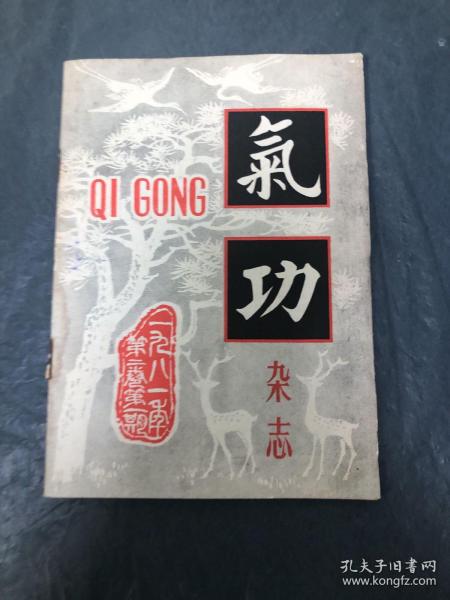 氣
功
杂志
QI GONG
一九八一年
第二卷第一期
孔夫子旧书网
www.kongfz.com